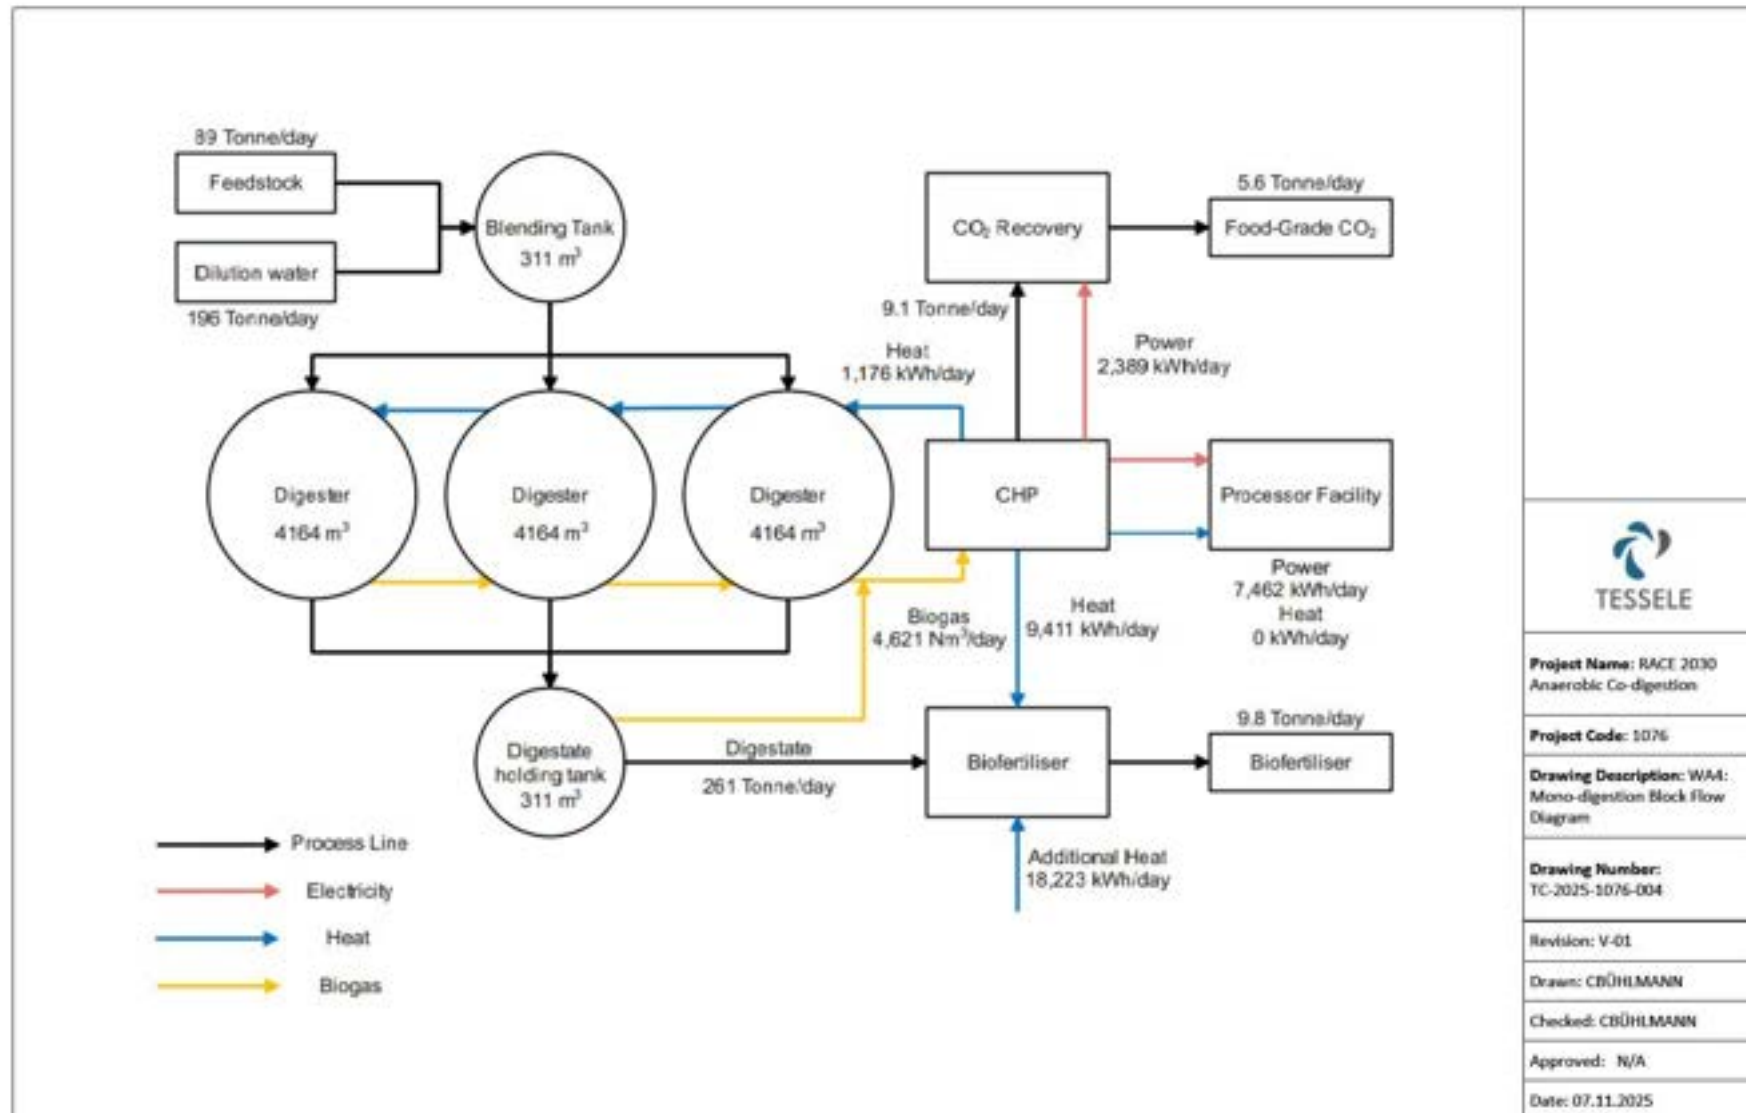 89 Tonne/day
Feedstock
Dilution water
196 Tonne/day
Blending Tank
311 m³
CO₂ Recovery
5.6 Tonne/day
Food-Grade CO₂
9.1 Tonne/day
Power
2,389 kWh/day
Heat
1,176 kWh/day
Digester
4164 m³
Digester
4164 m³
Digester
4164 m³
CHP
Processor Facility
Power
7,462 kWh/day
Heat
0 kWh/day
Biogas
4,621 Nm³/day
Heat
9,411 kWh/day
Digestate
holding tank
311 m³
Digestate
261 Tonne/day
Biofertiliser
9.8 Tonne/day
Biofertiliser
Additional Heat
18,223 kWh/day
Process Line
Electricity
Heat
Biogas
TESSELE
Project Name: RACE 2030
Anaerobic Co-digestion
Project Code: 1076
Drawing Description: WA4:
Mono-digestion Block Flow
Diagram
Drawing Number:
TC-2025-1076-004
Revision: V-01
Drawn: CBÜHLMANN
Checked: CBÜHLMANN
Approved: N/A
Date: 07.11.2025